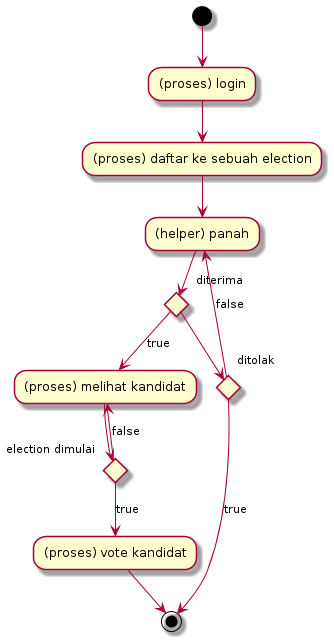 (proses) login
(proses) daftar ke sebuah election
(helper) panah
diterima
false
true
ditolak
(proses) melihat kandidat
false
election dimulai
true
true
(proses) vote kandidat